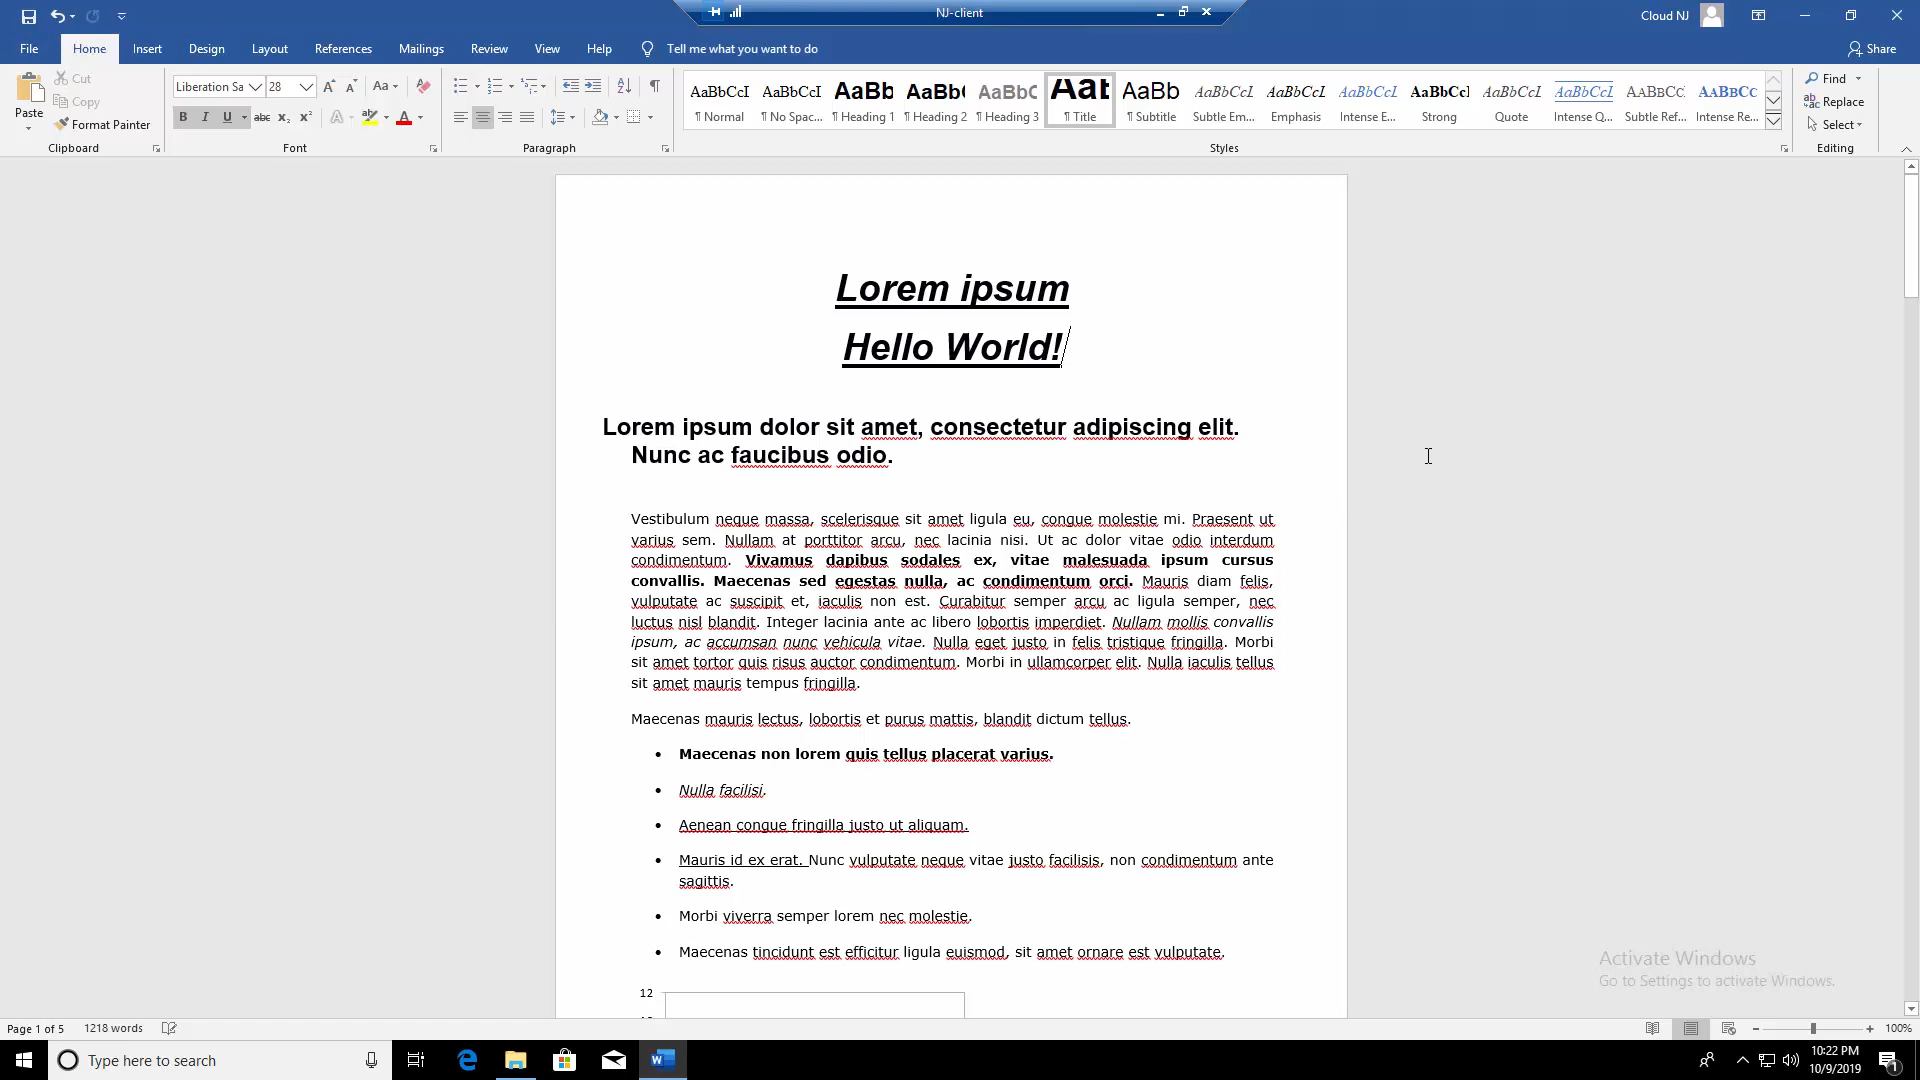 NJ-client
Cloud NJ
File Home Insert Design Layout References Mailings Review View Help Tell me what you want to do Share
Paste
Cut
Copy
Format Painter
Clipboard
Liberation Sa 28
Font
Paragraph
AaBbCcI AaBbCcI AaBb AaBb( AaBbC AaB AaBb AaBbCcL AaBbCcL AaBbCcL AaBbCcl AaBbCcL AaBbCcL AaBbCc AaBbCc
¶ Normal ¶ No Spac... ¶ Heading 1 ¶ Heading 2 ¶ Heading 3 ¶ Title ¶ Subtitle Subtle Em... Emphasis Intense E... Strong Quote Intense Q... Subtle Ref... Intense Re...
Styles
Find
Replace
Select
Editing
Lorem ipsum
Hello World!
Lorem ipsum dolor sit amet, consectetur adipiscing elit.
Nunc ac faucibus odio.
Vestibulum neque massa, scelerisque sit amet ligula eu, congue molestie mi. Praesent ut
varius sem. Nullam at porttitor arcu, nec lacinia nisi. Ut ac dolor vitae odio interdum
condimentum. Vivamus dapibus sodales ex, vitae malesuada ipsum cursus
convallis. Maecenas sed egestas nulla, ac condimentum orci. Mauris diam felis,
vulputate ac suscipit et, iaculis non est. Curabitur semper arcu ac ligula semper, nec
luctus nisl blandit. Integer lacinia ante ac libero lobortis imperdiet. Nullam mollis convallis
ipsum, ac accumsan nunc vehicula vitae. Nulla eget justo in felis tristique fringilla. Morbi
sit amet tortor quis risus auctor condimentum. Morbi in ullamcorper elit. Nulla iaculis tellus
sit amet mauris tempus fringilla.
Maecenas mauris lectus, lobortis et purus mattis, blandit dictum tellus.
• Maecenas non lorem quis tellus placerat varius.
• Nulla facilisi.
• Aenean congue fringilla justo ut aliquam.
• Mauris id ex erat. Nunc vulputate neque vitae justo facilisis, non condimentum ante
sagittis.
• Morbi viverra semper lorem nec molestie.
• Maecenas tincidunt est efficitur ligula euismod, sit amet ornare est vulputate.
12
Activate Windows
Go to Settings to activate Windows.
Page 1 of 5 1218 words 100%
Type here to search
10:22 PM
10/9/2019
1